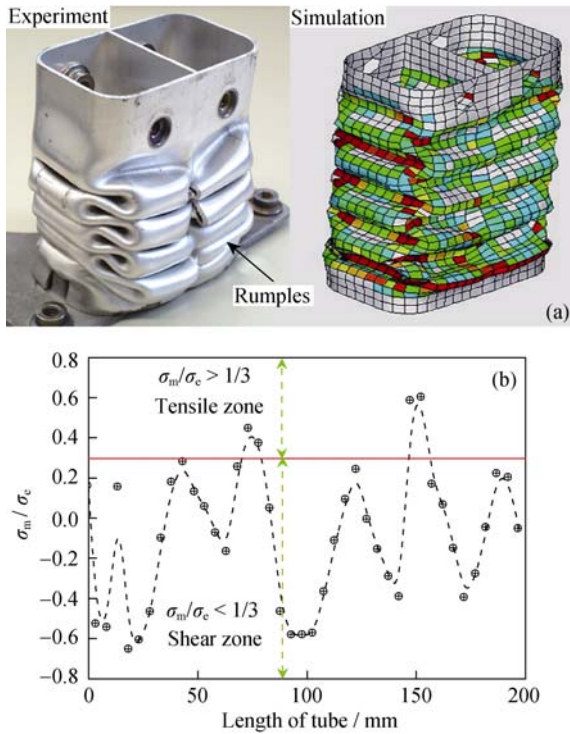 Experiment
Simulation
Rumples
(a)
(b)
σm/σe > 1/3
Tensile zone
σm/σe < 1/3
Shear zone
σm / σe
0.8
0.6
0.4
0.2
0.0
−0.2
−0.4
−0.6
−0.8
0 50 100 150 200
Length of tube / mm